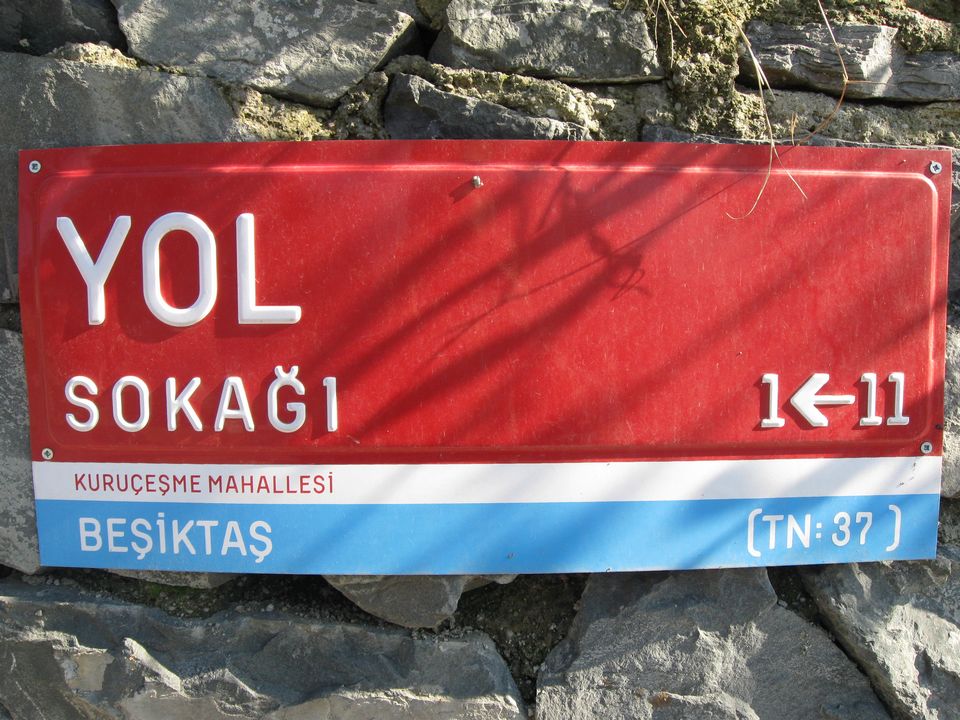 YOL
SOKAĞI 1←11
KURUÇEŞME MAHALLESİ
BEŞİKTAŞ (TN: 37)